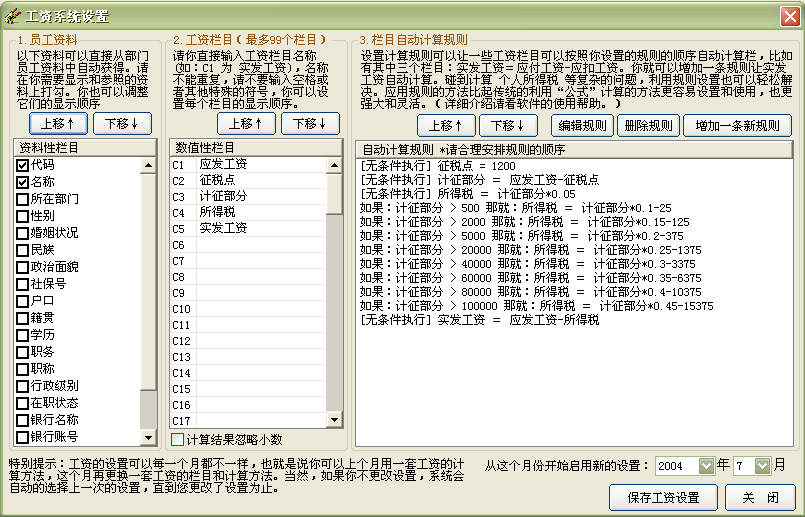 工资系统设置
1. 员工资料
以下资料可以直接从部门
员工资料中自动获得。请
在你需要显示和参照的资
料上打勾。你也可以调整
它们的显示顺序
上移↑ 下移↓
资料性栏目
代码
名称
所在部门
性别
婚姻状况
民族
政治面貌
社保号
户口
籍贯
学历
职务
职称
行政级别
在职状态
银行名称
银行账号
2. 工资栏目（最多99个栏目）
请你直接输入工资栏目名称
(如：C1 为 实发工资)，名称
不能重复，请不要输入空格或
者其他特殊的符号，你可以设
置每个栏目的显示顺序。
上移↑ 下移↓
数值性栏目
C1 应发工资
C2 征税点
C3 计征部分
C4 所得税
C5 实发工资
C6
C7
C8
C9
C10
C11
C12
C13
C14
C15
C16
C17
计算结果忽略小数
3. 栏目自动计算规则
设置计算规则可以让一些工资栏目可以按照你设置的规则的顺序自动计算栏，比如
有其中三个栏目：实发工资＝应付工资-应扣工资。你就可以增加一条规则让实发
工资自动计算。碰到计算 个人所得税 等复杂的问题，利用规则设置也可以轻松解
决。应用规则的方法比起传统的利用“公式”计算的方法更容易设置和使用，也更
强大和灵活。（详细介绍请看软件的使用帮助。）
上移↑ 下移↓ 编辑规则 删除规则 增加一条新规则
自动计算规则 *请合理安排规则的顺序
[无条件执行] 征税点 = 1200
[无条件执行] 计征部分 = 应发工资-征税点
[无条件执行] 所得税 = 计征部分*0.05
如果：计征部分 > 500 那就：所得税 = 计征部分*0.1-25
如果：计征部分 > 2000 那就：所得税 = 计征部分*0.15-125
如果：计征部分 > 5000 那就：所得税 = 计征部分*0.2-375
如果：计征部分 > 20000 那就：所得税 = 计征部分*0.25-1375
如果：计征部分 > 40000 那就：所得税 = 计征部分*0.3-3375
如果：计征部分 > 60000 那就：所得税 = 计征部分*0.35-6375
如果：计征部分 > 80000 那就：所得税 = 计征部分*0.4-10375
如果：计征部分 > 100000 那就：所得税 = 计征部分*0.45-15375
[无条件执行] 实发工资 = 应发工资-所得税
特别提示：工资的设置可以每一个月都不一样，也就是说你可以上个月用一套工资的计
算方法，这个月再更换一套工资的栏目和计算方法。当然，如果你不更改设置，系统会
自动的选择上一次的设置，直到您更改了设置为止。
从这个月份开始启用新的设置： 2004 年 7 月
保存工资设置 关 闭